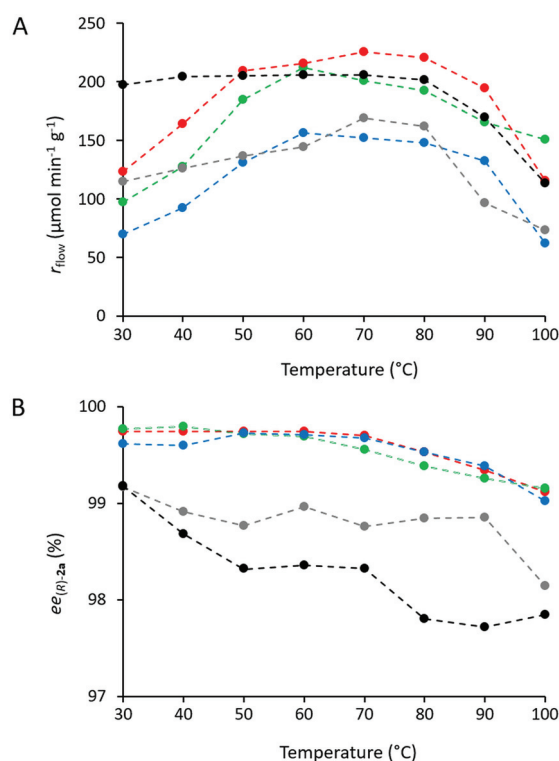 A
250
200
150
100
50
0
r_flow (µmol min⁻¹ g⁻¹)
30 40 50 60 70 80 90 100
Temperature (°C)
B
100
99
98
97
ee_(R)-2a (%)
30 40 50 60 70 80 90 100
Temperature (°C)